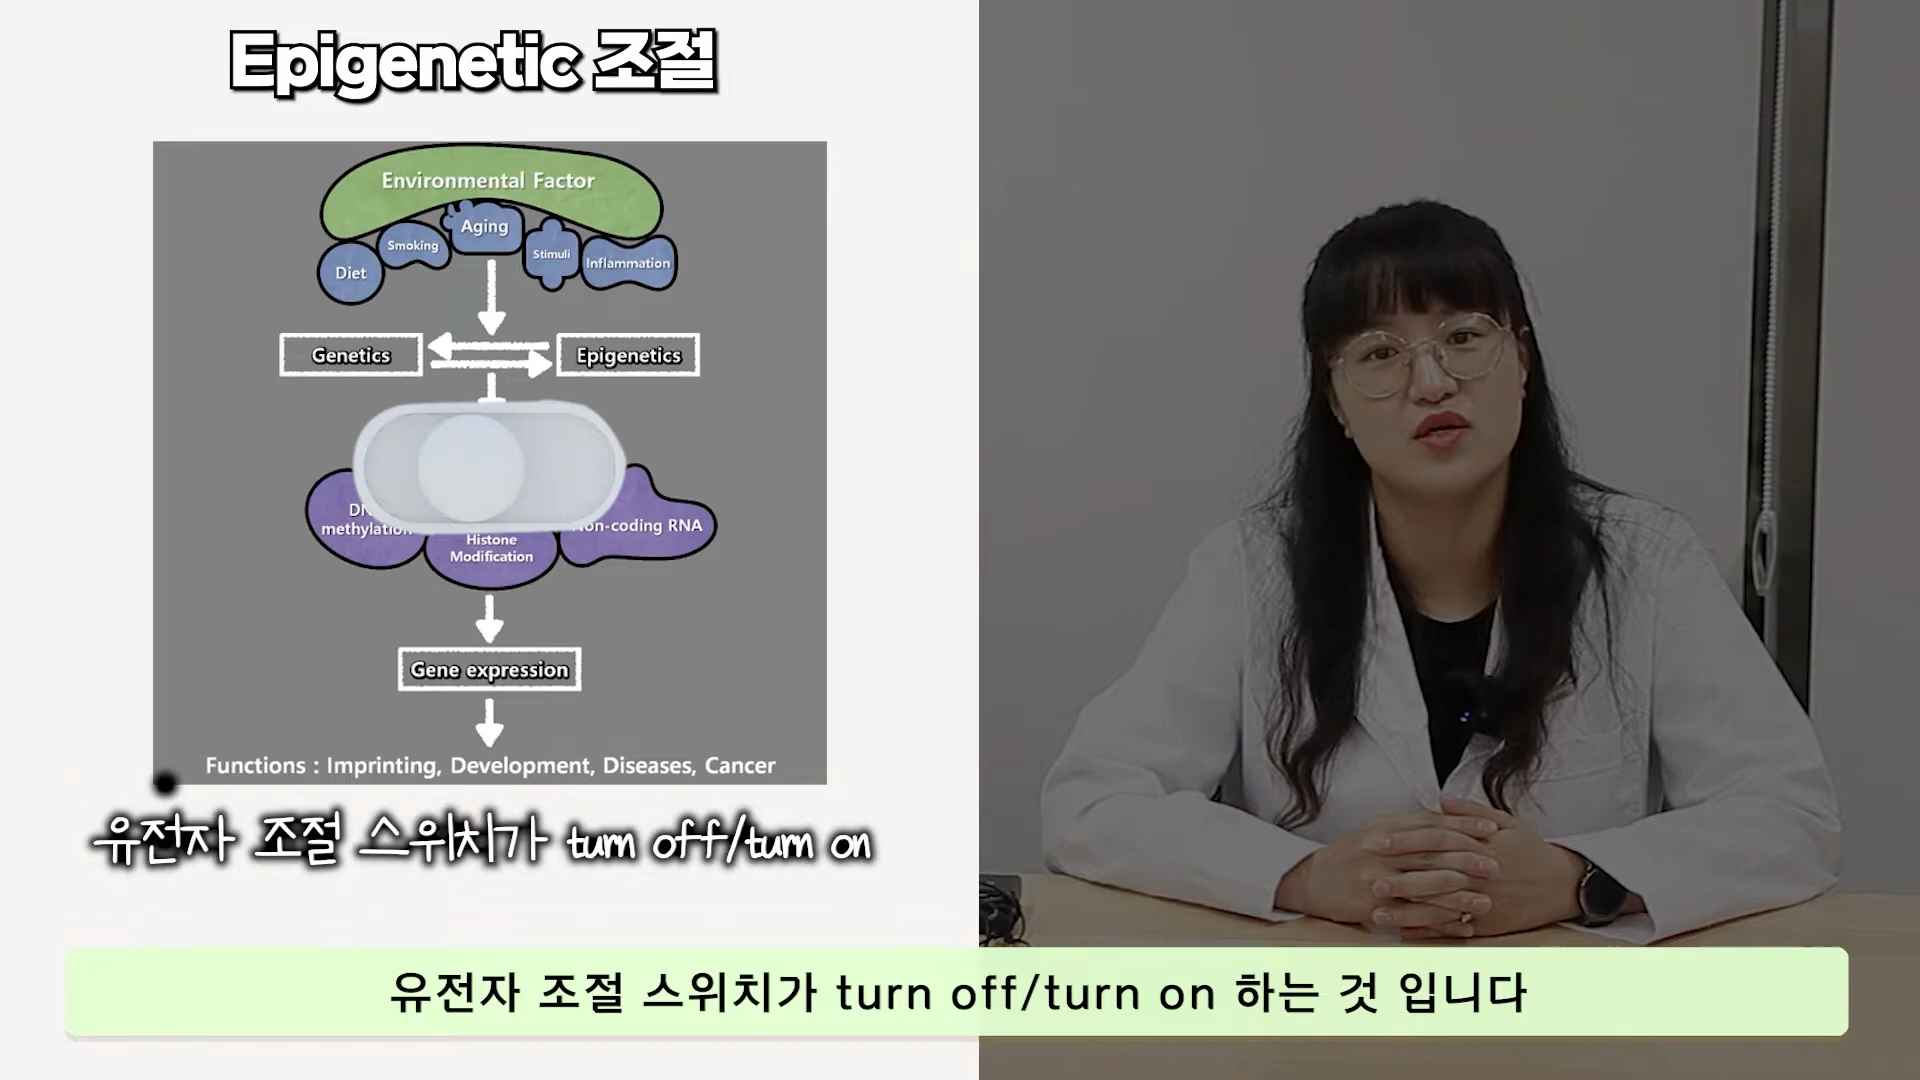 Epigenetic 조절
Environmental Factor
Aging
Smoking
Stimuli
Inflammation
Diet
Genetics
Epigenetics
methylation
Non-coding RNA
Histone
Modification
Gene expression
Functions : Imprinting, Development, Diseases, Cancer
유전자 조절 스위치가 turn off/turn on
유전자 조절 스위치가 turn off/turn on 하는 것 입니다